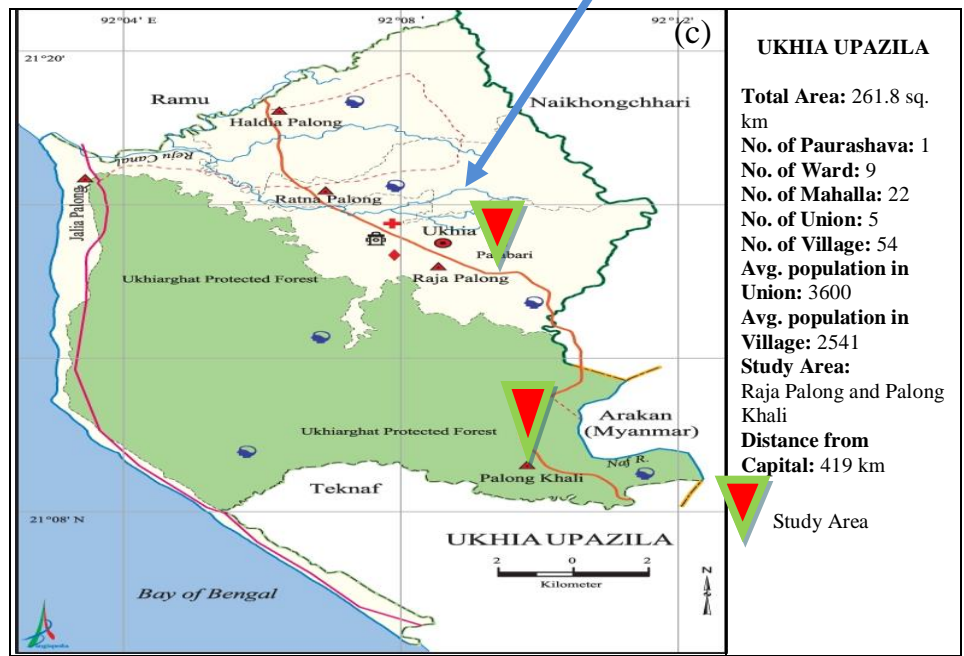 92°04' E
92°08'
92°12'
(c)
21°20'
Ramu
Naikhongchhari
Haldia Palong
Reju Canal
Ratna Palong
Jalia Palong
Ukhia
Ukhiarghat Protected Forest
Raja Palong
Ukhiarghat Protected Forest
Arakan
(Myanmar)
Naf R.
Palong Khali
Teknaf
21°08' N
UKHIA UPAZILA
2 0 2
Kilometer
N
Bay of Bengal
UKHIA UPAZILA
Total Area: 261.8 sq.
km
No. of Paurashava: 1
No. of Ward: 9
No. of Mahalla: 22
No. of Union: 5
No. of Village: 54
Avg. population in
Union: 3600
Avg. population in
Village: 2541
Study Area:
Raja Palong and Palong
Khali
Distance from
Capital: 419 km
Study Area